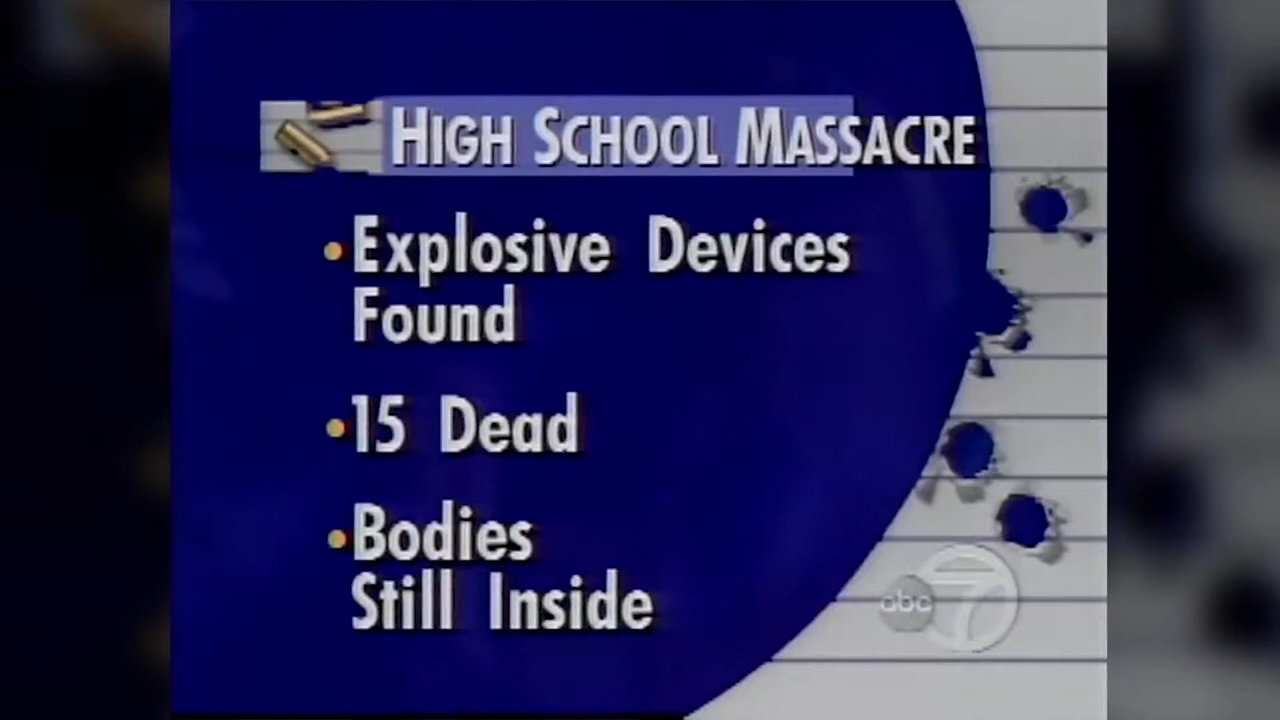 HIGH SCHOOL MASSACRE
•Explosive Devices
Found
•15 Dead
•Bodies
Still Inside
abc 7